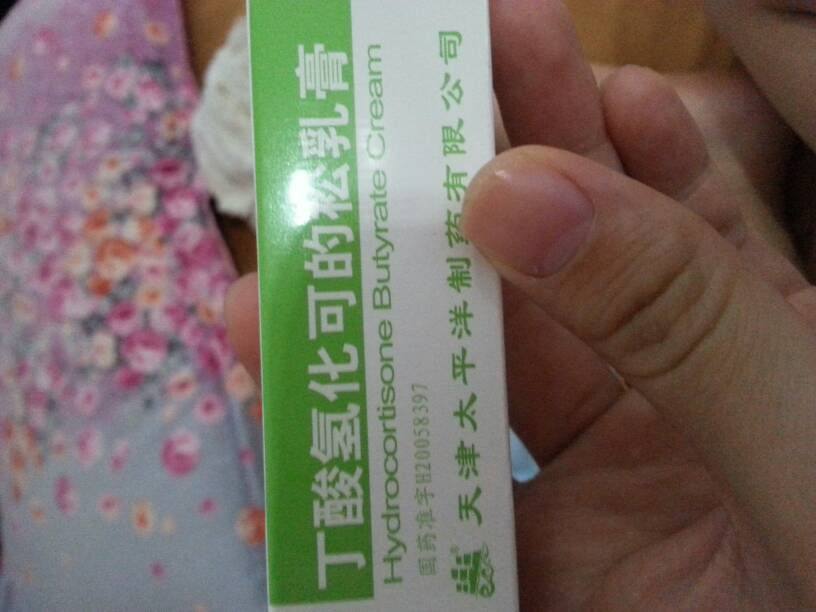 丁酸氢化可的松乳膏
Hydrocortisone Butyrate Cream
国药准字H20058397
天津太平洋制药有限公司